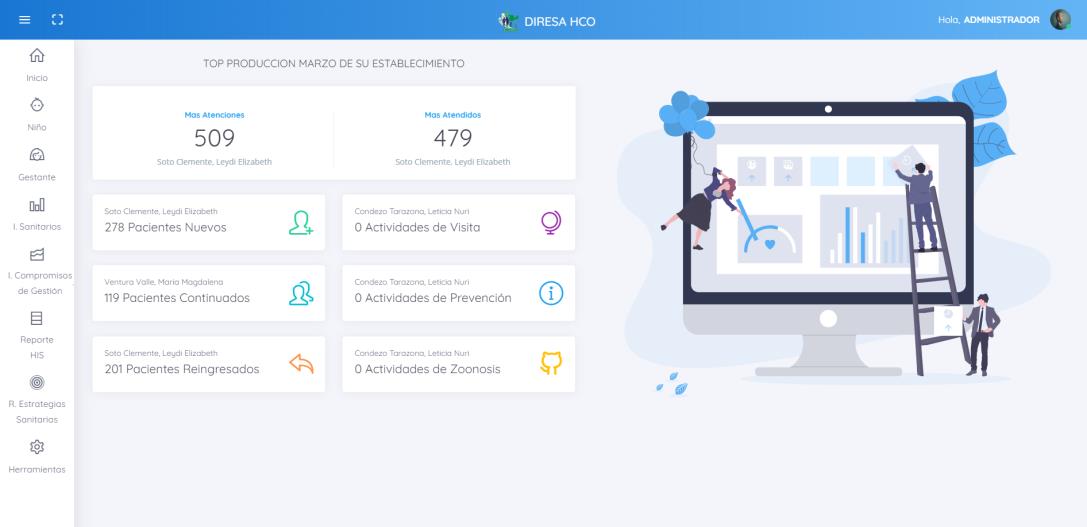 DIRESA HCO
Hola, ADMINISTRADOR
Inicio
Niño
Gestante
I. Sanitarios
I. Compromisos
de Gestión
Reporte
HIS
R. Estrategias
Sanitarias
Herramientas
TOP PRODUCCION MARZO DE SU ESTABLECIMIENTO
Mas Atenciones
509
Soto Clemente, Leydi Elizabeth
Mas Atendidos
479
Soto Clemente, Leydi Elizabeth
Soto Clemente, Leydi Elizabeth
278 Pacientes Nuevos
Condezo Tarazona, Leticia Nuri
0 Actividades de Visita
Ventura Valle, Maria Magdalena
119 Pacientes Continuados
Condezo Tarazona, Leticia Nuri
0 Actividades de Prevención
Soto Clemente, Leydi Elizabeth
201 Pacientes Reingresados
Condezo Tarazona, Leticia Nuri
0 Actividades de Zoonosis